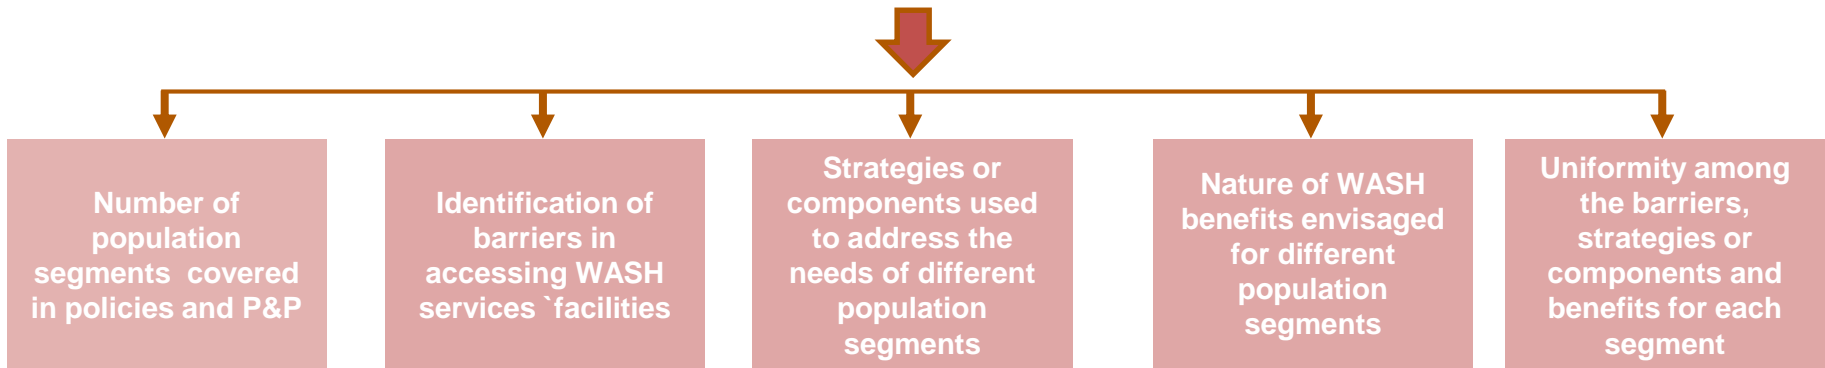 Number of
population
segments  covered
in policies and P&P
Identification of
barriers in
accessing WASH
services `facilities
Strategies or
components used
to address the
needs of different
population
segments
Nature of WASH
benefits envisaged
for different
population
segments
Uniformity among
the barriers,
strategies or
components and
benefits for each
segment